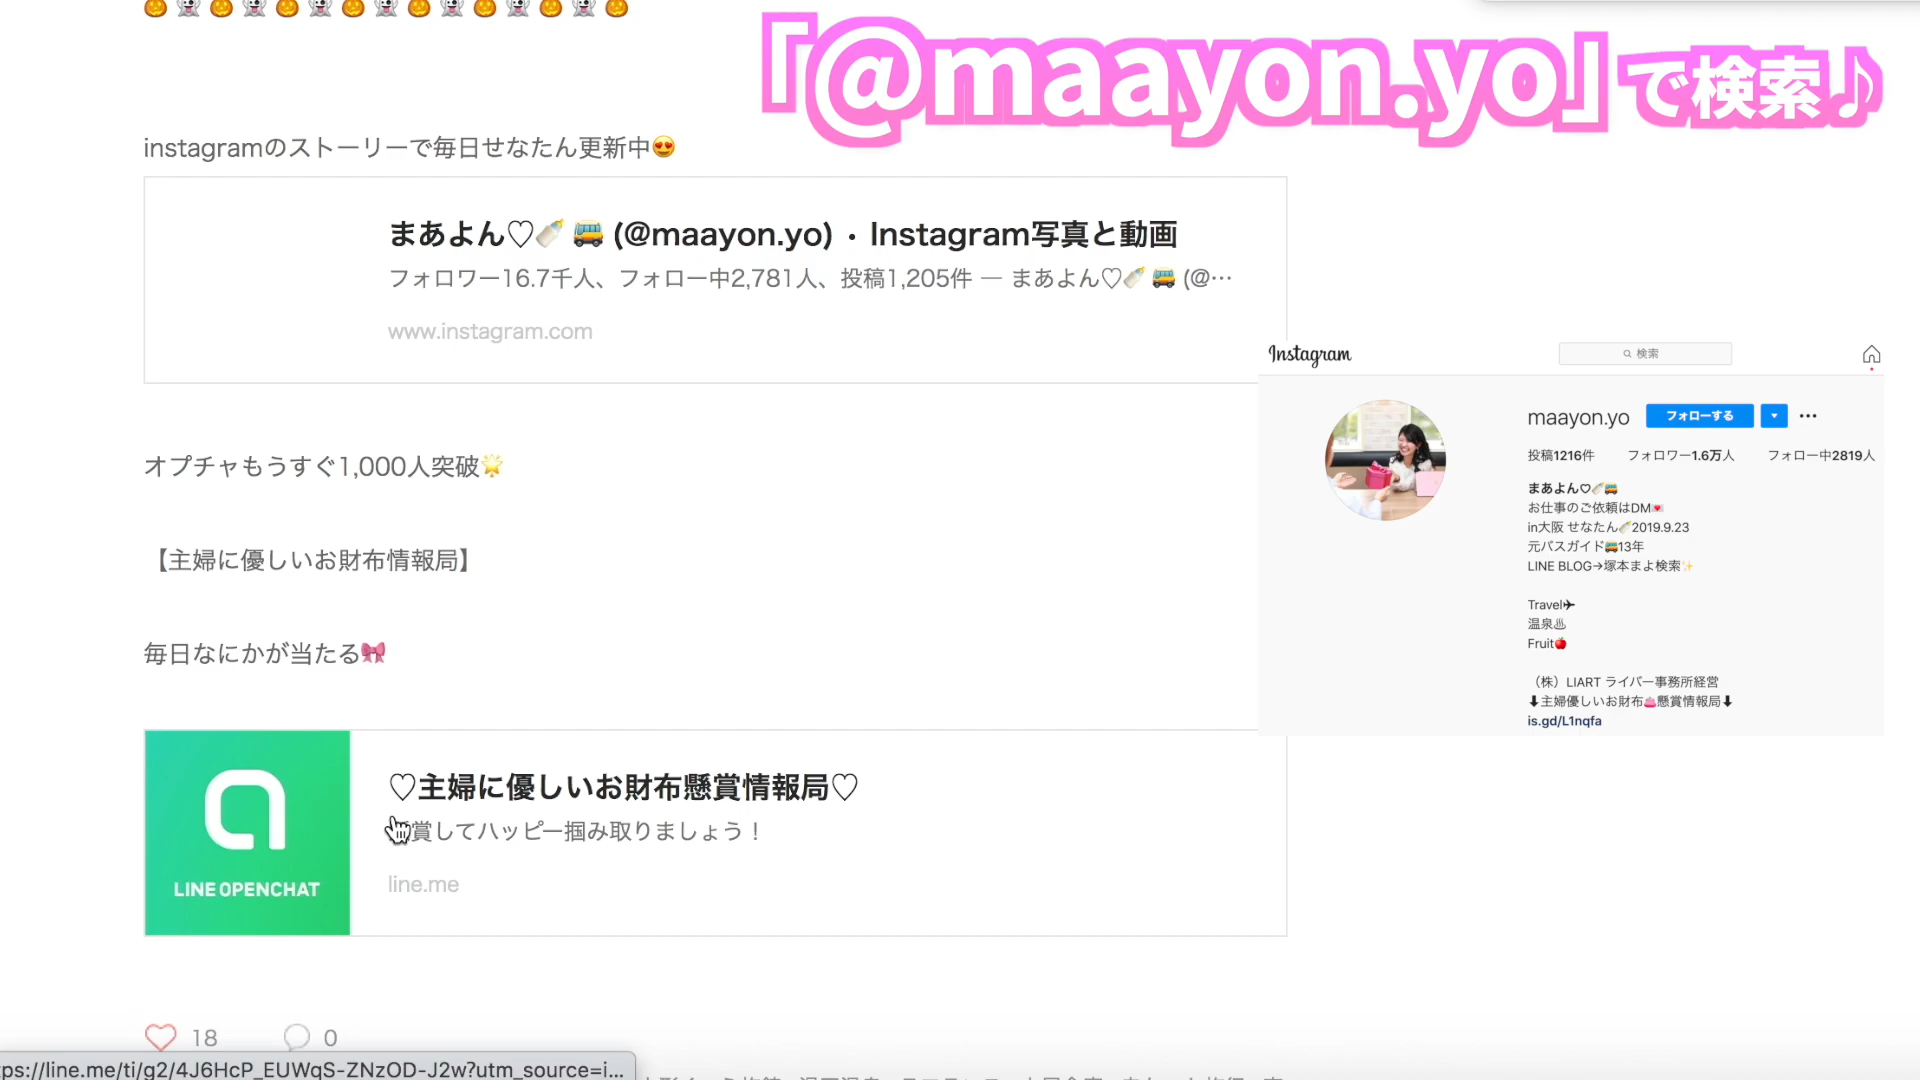 「@maayon.yo」で検索♪
instagramのストーリーで毎日せなたん更新中😍
まあよん♡🍼🚌 (@maayon.yo) • Instagram写真と動画
フォロワー16.7千人、フォロー中2,781人、投稿1,205件 — まあよん♡🍼🚌 (@…
www.instagram.com
オプチャもうすぐ1,000人突破🌟
【主婦に優しいお財布情報局】
毎日なにかが当たる🎀
LINE OPENCHAT
♡主婦に優しいお財布懸賞情報局♡
賞してハッピー掴み取りましょう！
line.me
18
0
tps://line.me/ti/g2/4J6HcP_EUWqS-ZNzOD-J2w?utm_source=i...
Instagram
検索
maayon.yo フォローする ▼ •••
投稿1216件 フォロワー1.6万人 フォロー中2819人
まあよん♡🍼🚌
お仕事のご依頼はDM💌
in大阪 せなたん🍼2019.9.23
元バスガイド🚌13年
LINE BLOG→塚本まよ検索✨
Travel✈
温泉♨
Fruit🍎
（株）LIART ライバー事務所経営
⬇主婦優しいお財布👛懸賞情報局⬇
is.gd/L1nqfa